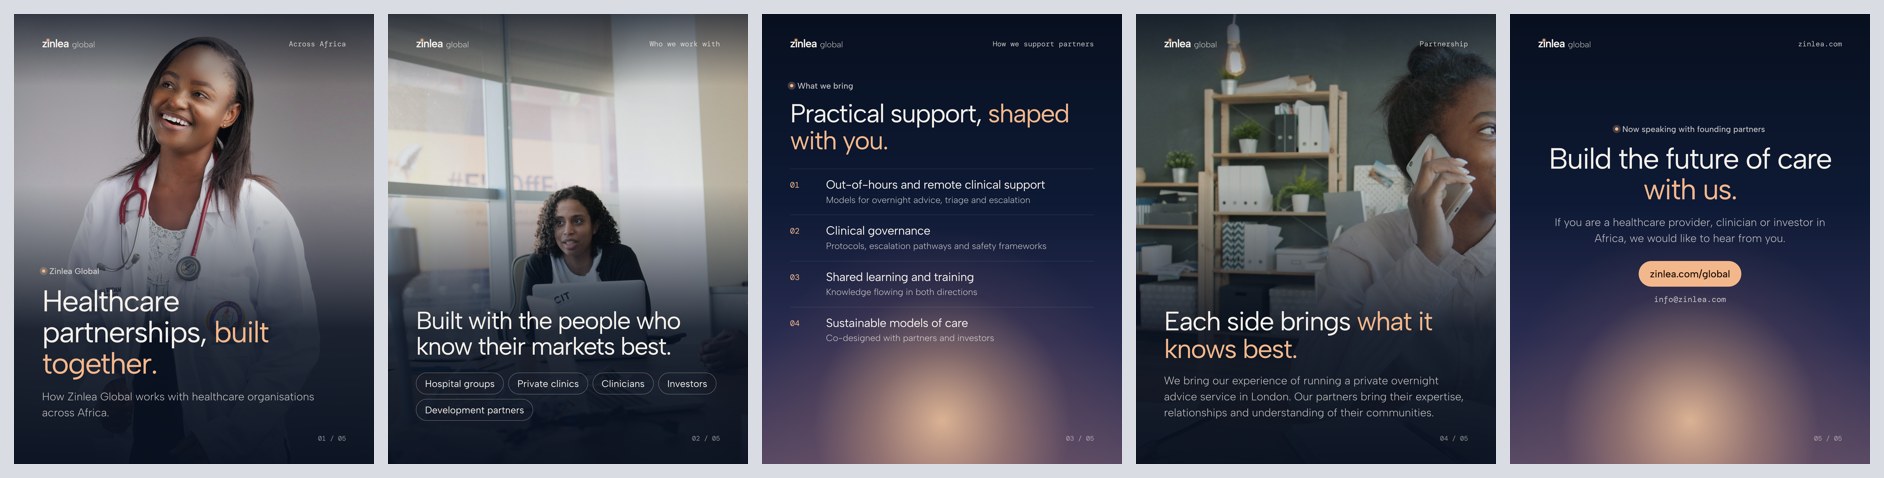 zinlea global
Across Africa
Zinlea Global
Healthcare
partnerships, built
together.
How Zinlea Global works with healthcare organisations
across Africa.
01 / 05
zinlea global
Who we work with
CIT
Built with the people who
know their markets best.
Hospital groups
Private clinics
Clinicians
Investors
Development partners
02 / 05
zinlea global
How we support partners
What we bring
Practical support, shaped
with you.
01
Out-of-hours and remote clinical support
Models for overnight advice, triage and escalation
02
Clinical governance
Protocols, escalation pathways and safety frameworks
03
Shared learning and training
Knowledge flowing in both directions
04
Sustainable models of care
Co-designed with partners and investors
03 / 05
zinlea global
Partnership
Each side brings what it
knows best.
We bring our experience of running a private overnight
advice service in London. Our partners bring their expertise,
relationships and understanding of their communities.
04 / 05
zinlea global
zinlea.com
Now speaking with founding partners
Build the future of care
with us.
If you are a healthcare provider, clinician or investor in
Africa, we would like to hear from you.
zinlea.com/global
info@zinlea.com
05 / 05